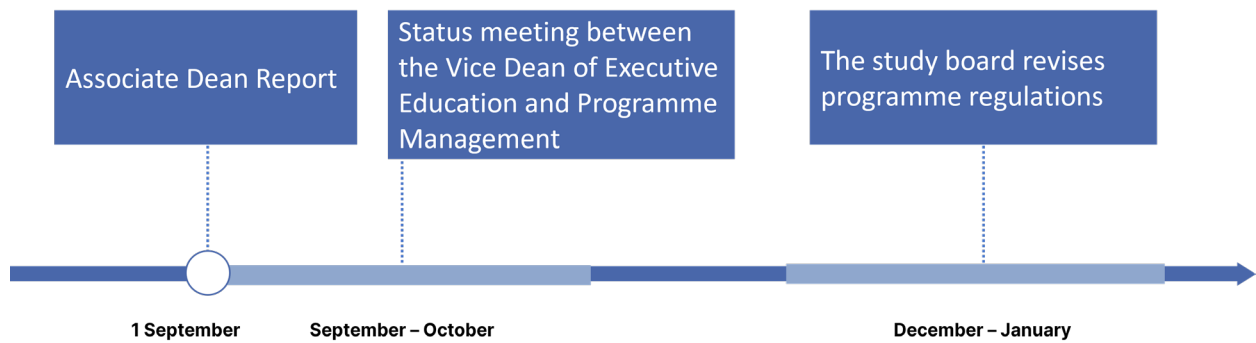 Associate Dean Report
Status meeting between
the Vice Dean of Executive
Education and Programme
Management
The study board revises
programme regulations
1 September
September – October
December – January